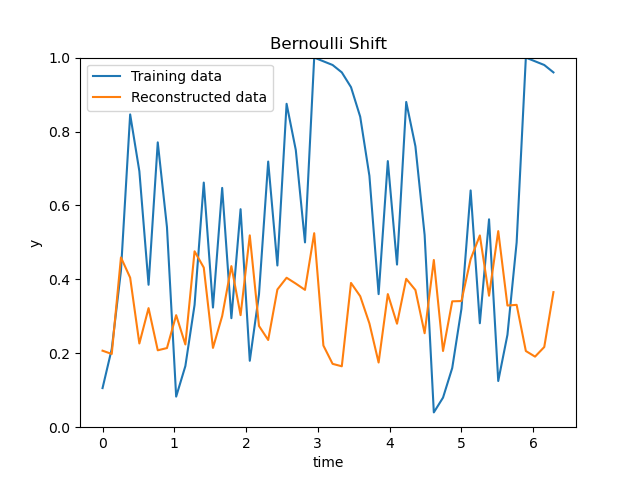 Bernoulli Shift
Training data
Reconstructed data
1.0
0.8
0.6
0.4
0.2
0.0
y
0 1 2 3 4 5 6
time